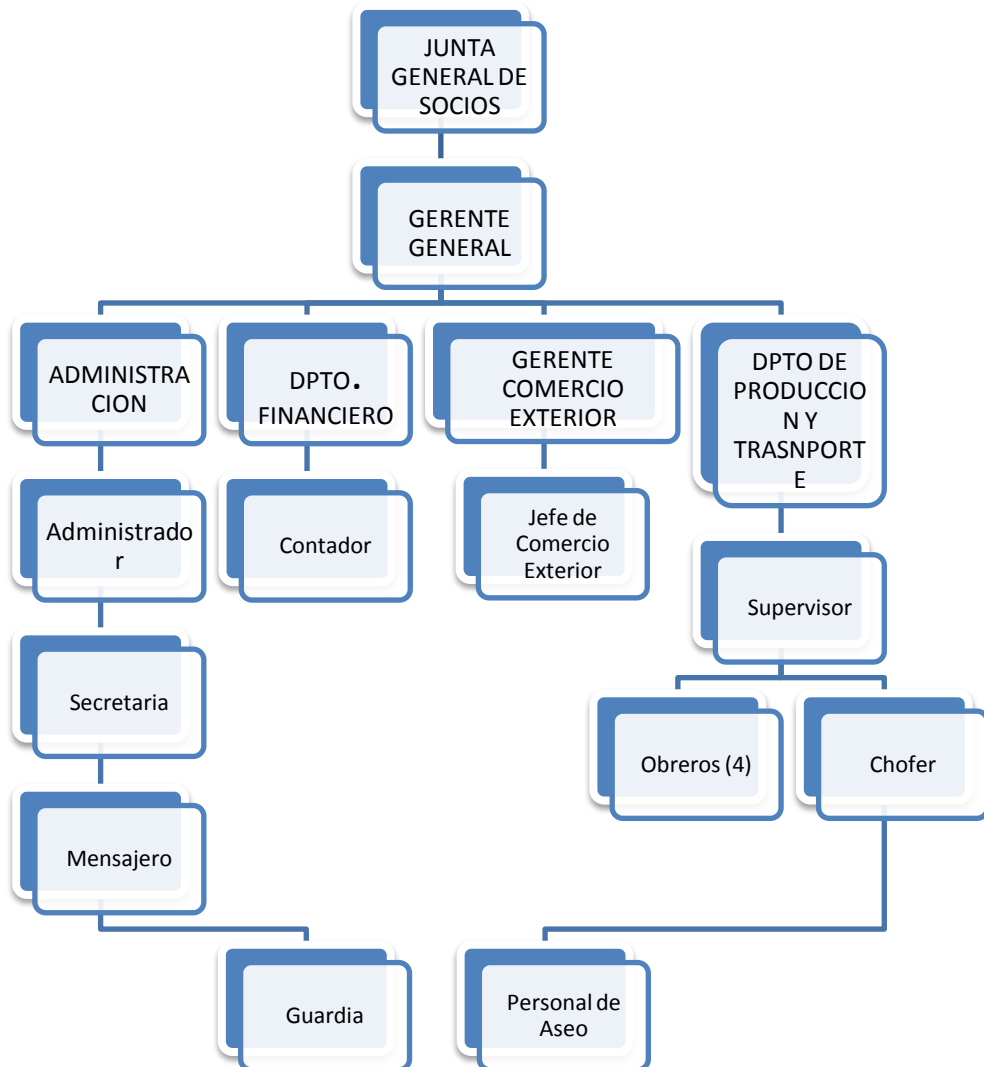 JUNTA
GENERAL DE
SOCIOS
GERENTE
GENERAL
ADMINISTRA
CION
DPTO.
FINANCIERO
GERENTE
COMERCIO
EXTERIOR
DPTO DE
PRODUCCIO
N Y
TRASNPORT
E
Administrado
r
Contador
Jefe de
Comercio
Exterior
Supervisor
Secretaria
Obreros (4)
Chofer
Mensajero
Guardia
Personal de
Aseo